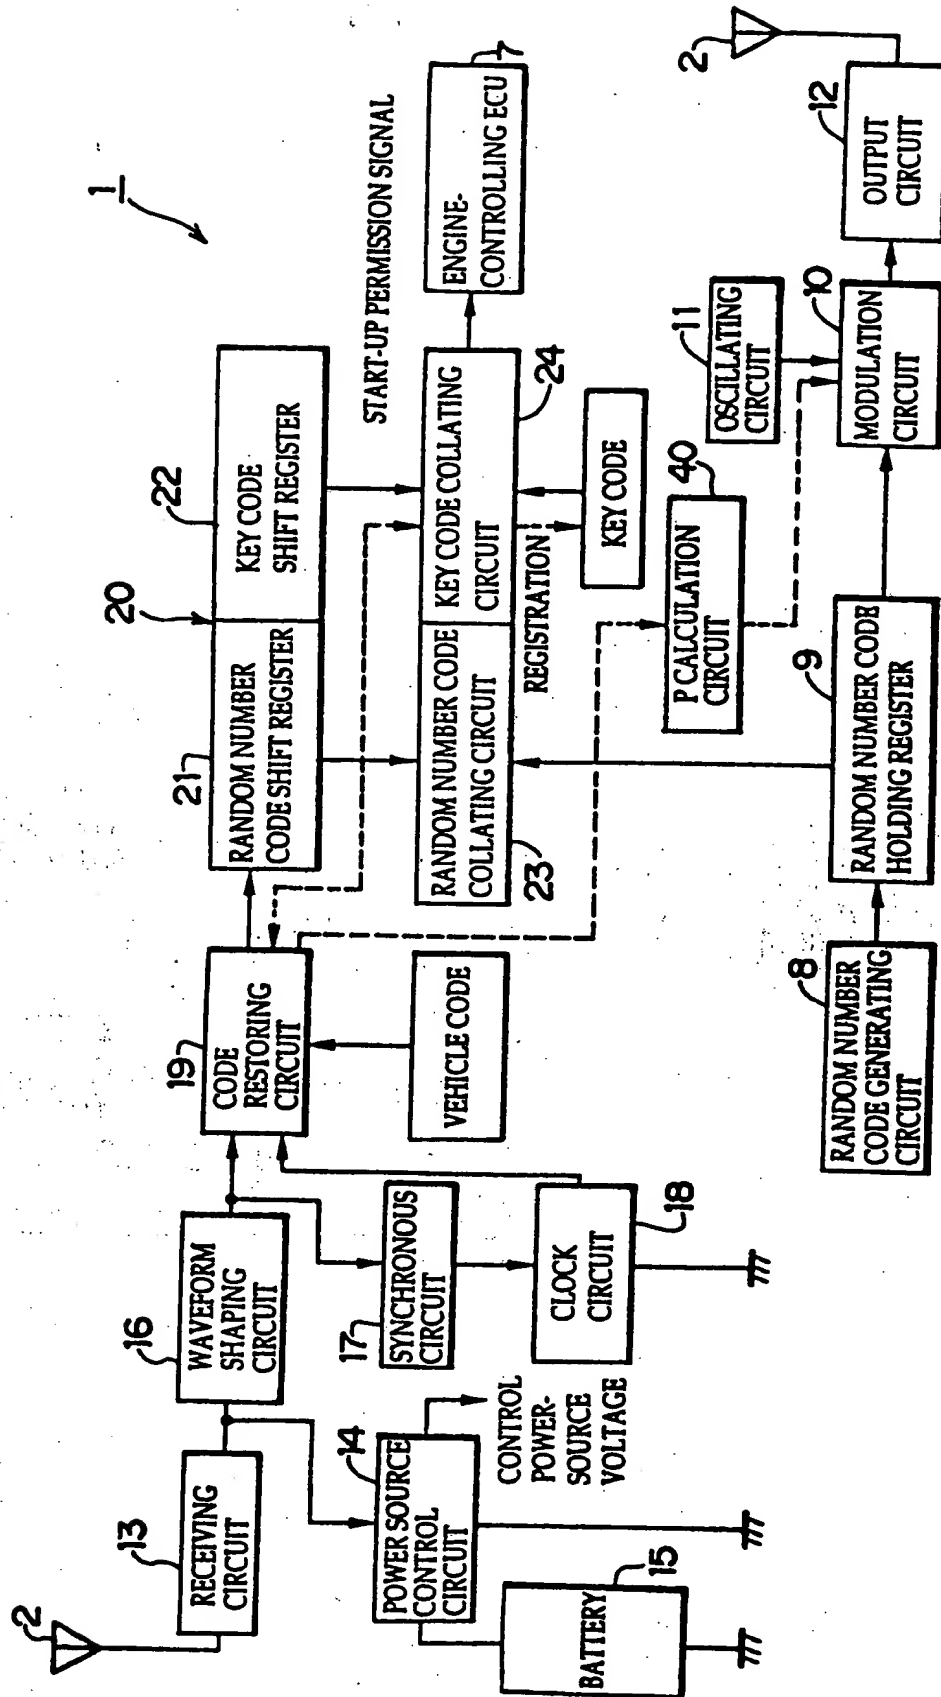 1
2
13
RECEIVING
CIRCUIT
16
WAVEFORM
SHAPING
CIRCUIT
19
CODE
RESTORING
CIRCUIT
20
21
RANDOM NUMBER
CODE SHIFT REGISTER
22
KEY CODE
SHIFT REGISTER
START-UP PERMISSION SIGNAL
14
POWER SOURCE
CONTROL
CIRCUIT
CONTROL
POWER-
SOURCE
VOLTAGE
15
BATTERY
17
SYNCHRONOUS
CIRCUIT
18
CLOCK
CIRCUIT
VEHICLE CODE
23
RANDOM NUMBER CODE
COLLATING CIRCUIT
24
KEY CODE COLLATING
CIRCUIT
7
ENGINE-
CONTROLLING ECU
REGISTRATION
KEY CODE
40
P CALCULATION
CIRCUIT
11
OSCILLATING
CIRCUIT
8
RANDOM NUMBER
CODE GENERATING
CIRCUIT
9
RANDOM NUMBER CODE
HOLDING REGISTER
10
MODULATION
CIRCUIT
12
OUTPUT
CIRCUIT
2